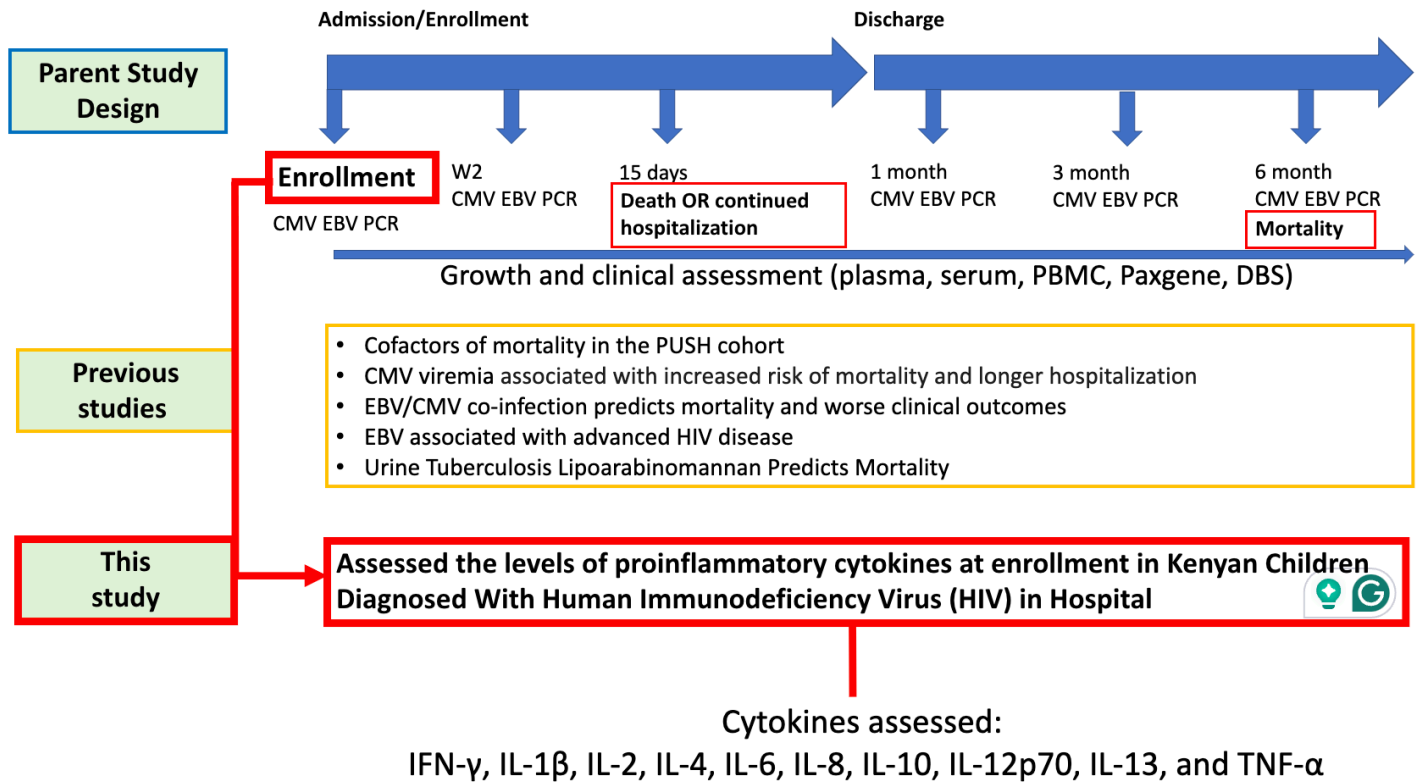 Admission/Enrollment
Discharge
Parent Study
Design
Enrollment
CMV EBV PCR
W2
CMV EBV PCR
15 days
Death OR continued
hospitalization
1 month
CMV EBV PCR
3 month
CMV EBV PCR
6 month
CMV EBV PCR
Mortality
Growth and clinical assessment (plasma, serum, PBMC, Paxgene, DBS)
Previous
studies
• Cofactors of mortality in the PUSH cohort
• CMV viremia associated with increased risk of mortality and longer hospitalization
• EBV/CMV co-infection predicts mortality and worse clinical outcomes
• EBV associated with advanced HIV disease
• Urine Tuberculosis Lipoarabinomannan Predicts Mortality
This
study
Assessed the levels of proinflammatory cytokines at enrollment in Kenyan Children
Diagnosed With Human Immunodeficiency Virus (HIV) in Hospital
G
Cytokines assessed:
IFN-γ, IL-1β, IL-2, IL-4, IL-6, IL-8, IL-10, IL-12p70, IL-13, and TNF-α